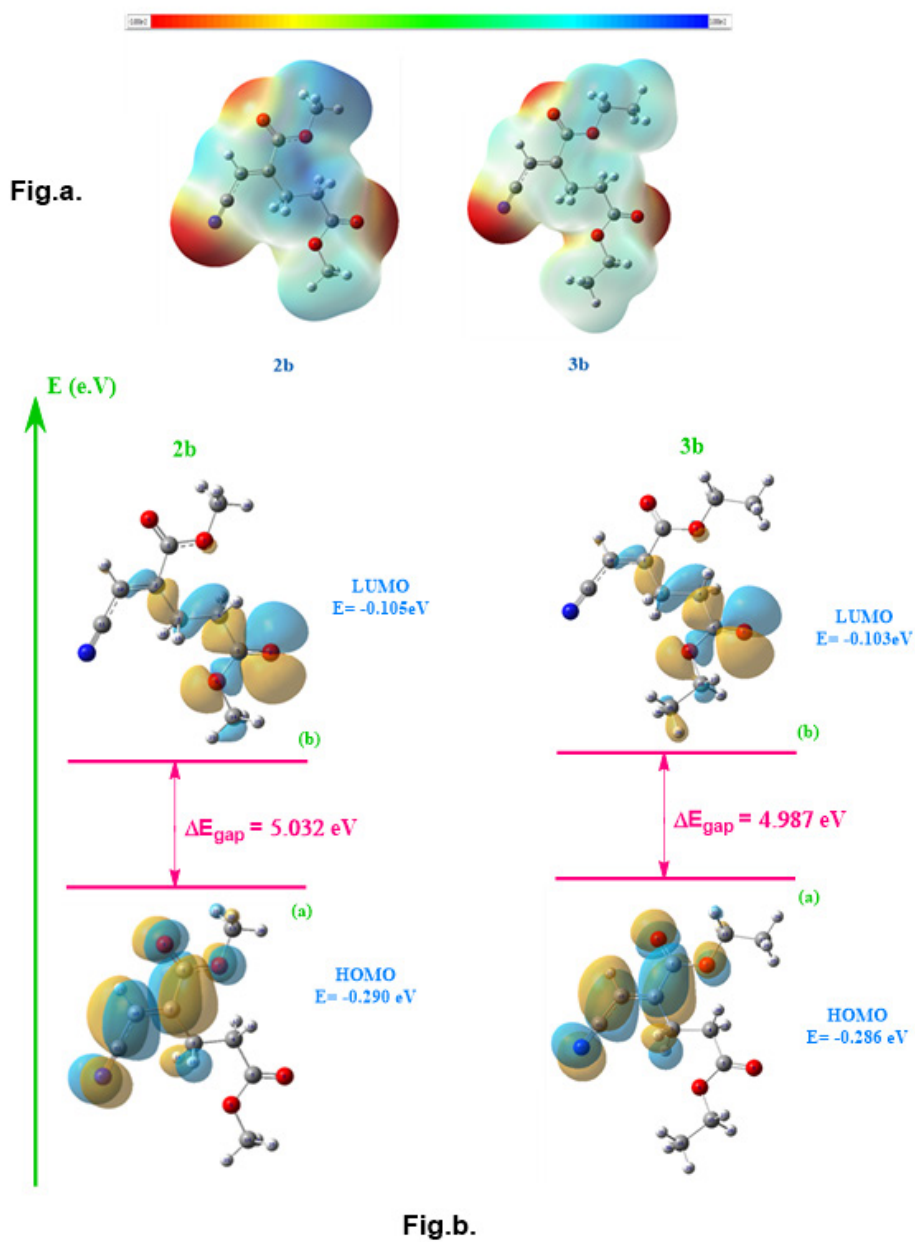 Fig.a.
2b
3b
E (e.V)
2b
3b
LUMO
E= -0.105eV
LUMO
E= -0.103eV
(b)
(b)
ΔEgap = 5.032 eV
ΔEgap = 4.987 eV
(a)
(a)
HOMO
E= -0.290 eV
HOMO
E= -0.286 eV
Fig.b.